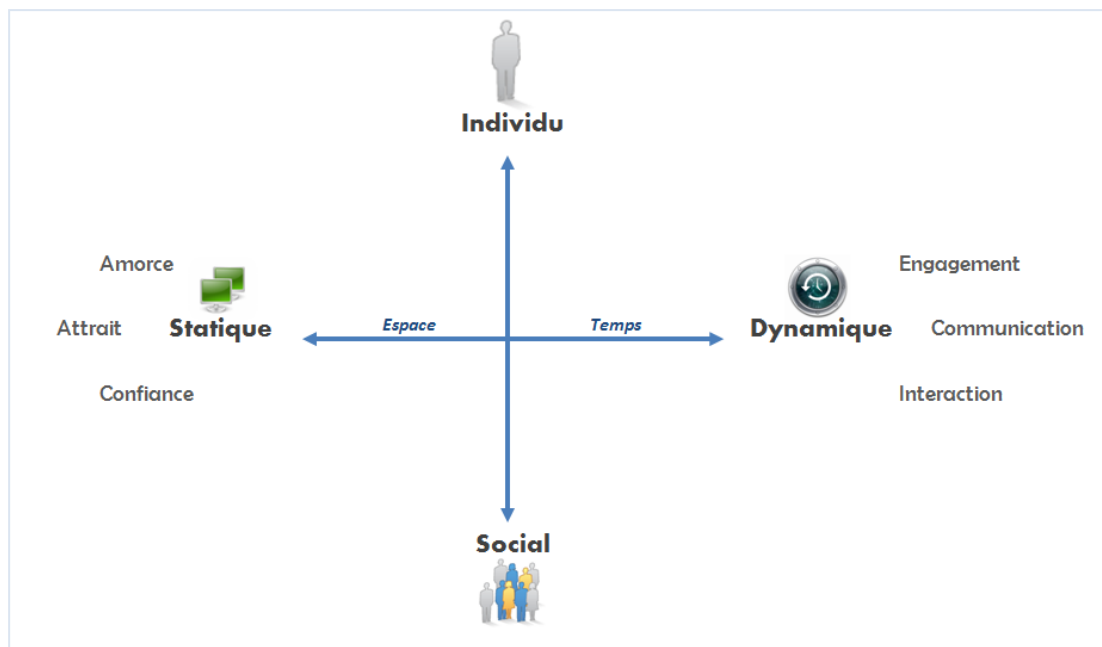 Individu
Amorce
Engagement
Attrait
Statique
Espace
Temps
Dynamique
Communication
Confiance
Interaction
Social